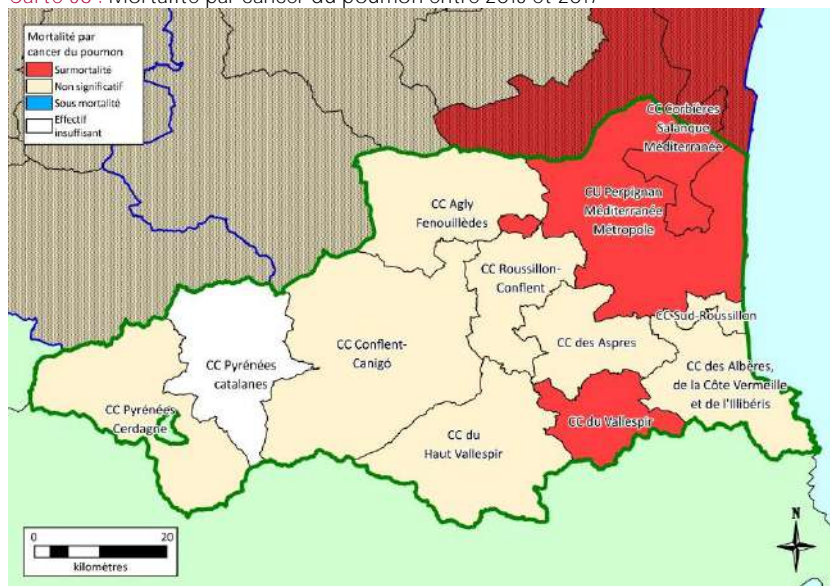 Mortalité par cancer du poumon entre
Mortalité par
cancer du poumon
Surmortalité
Non significatif
Sous mortalité
Effectif
insuffisant
CC Corbières
Salanque
Méditerranée
CC Agly
Fenouillèdes
CU Perpignan
Méditerranée
Métropole
CC Roussillon-
Conflent
CC Sud-Roussillon
CC Conflent-
Canigó
CC des Aspres
CC Pyrénées
catalanes
CC des Albères,
de la Côte Vermeille
et de l'Illibéris
CC Pyrénées
Cerdagne
CC du Vallespir
CC du
Haut Vallespir
N
0 20
kilomètres